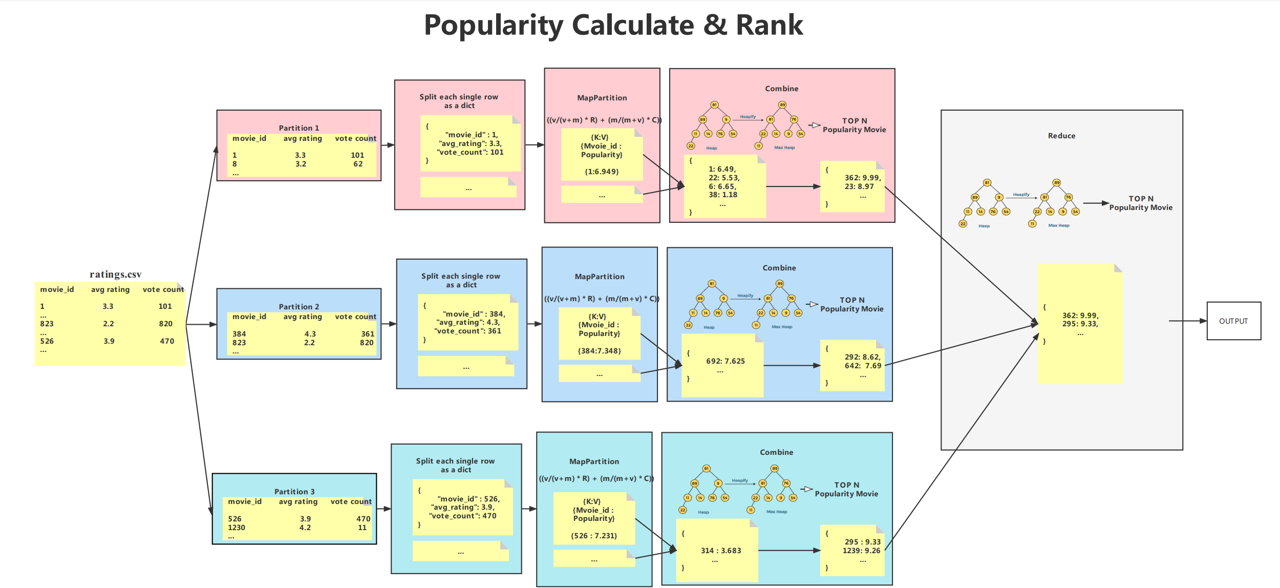 Popularity Calculate & Rank
ratings.csv
movie_id avg rating vote count
1 3.3 101
...
823 2.2 820
...
526 3.9 470
...
Partition 1
movie_id avg rating vote count
1 3.3 101
8 3.2 62
...
Split each single row
as a dict
{
"movie_id" : 1,
"avg_rating": 3.3,
"vote_count": 101
}
...
MapPartition
((v/(v+m) * R) + (m/(m+v) * C))
(K:V)
(Mvoie_id :
Popularity)
(1:6.949)
...
Combine
Heapify
Heap
Max Heap
TOP N
Popularity Movie
{
1: 6.49,
22: 5.53,
6: 6.65,
38: 1.18
...
}
{
362: 9.99,
23: 8.97
...
}
Partition 2
movie_id avg rating vote count
384 4.3 361
823 2.2 820
...
Split each single row
as a dict
{
"movie_id" : 384,
"avg_rating": 4.3,
"vote_count": 361
}
...
MapPartition
((v/(v+m) * R) + (m/(m+v) * C))
(K:V)
(Mvoie_id :
Popularity)
(384:7.348)
...
Combine
Heapify
Heap
Max Heap
TOP N
Popularity Movie
{
692: 7.625
...
}
{
292: 8.62,
642: 7.69
...
}
Partition 3
movie_id avg rating vote count
526 3.9 470
1230 4.2 11
...
Split each single row
as a dict
{
"movie_id" : 526,
"avg_rating": 3.9,
"vote_count": 470
}
...
MapPartition
((v/(v+m) * R) + (m/(m+v) * C))
(K:V)
(Mvoie_id :
Popularity)
(526 : 7.231)
...
Combine
Heapify
Heap
Max Heap
TOP N
Popularity Movie
{
314 : 3.683
...
}
{
295 : 9.33
1239: 9.26
...
}
Reduce
Heapify
Heap
Max Heap
TOP N
Popularity Movie
{
362: 9.99,
295: 9.33,
...
}
OUTPUT